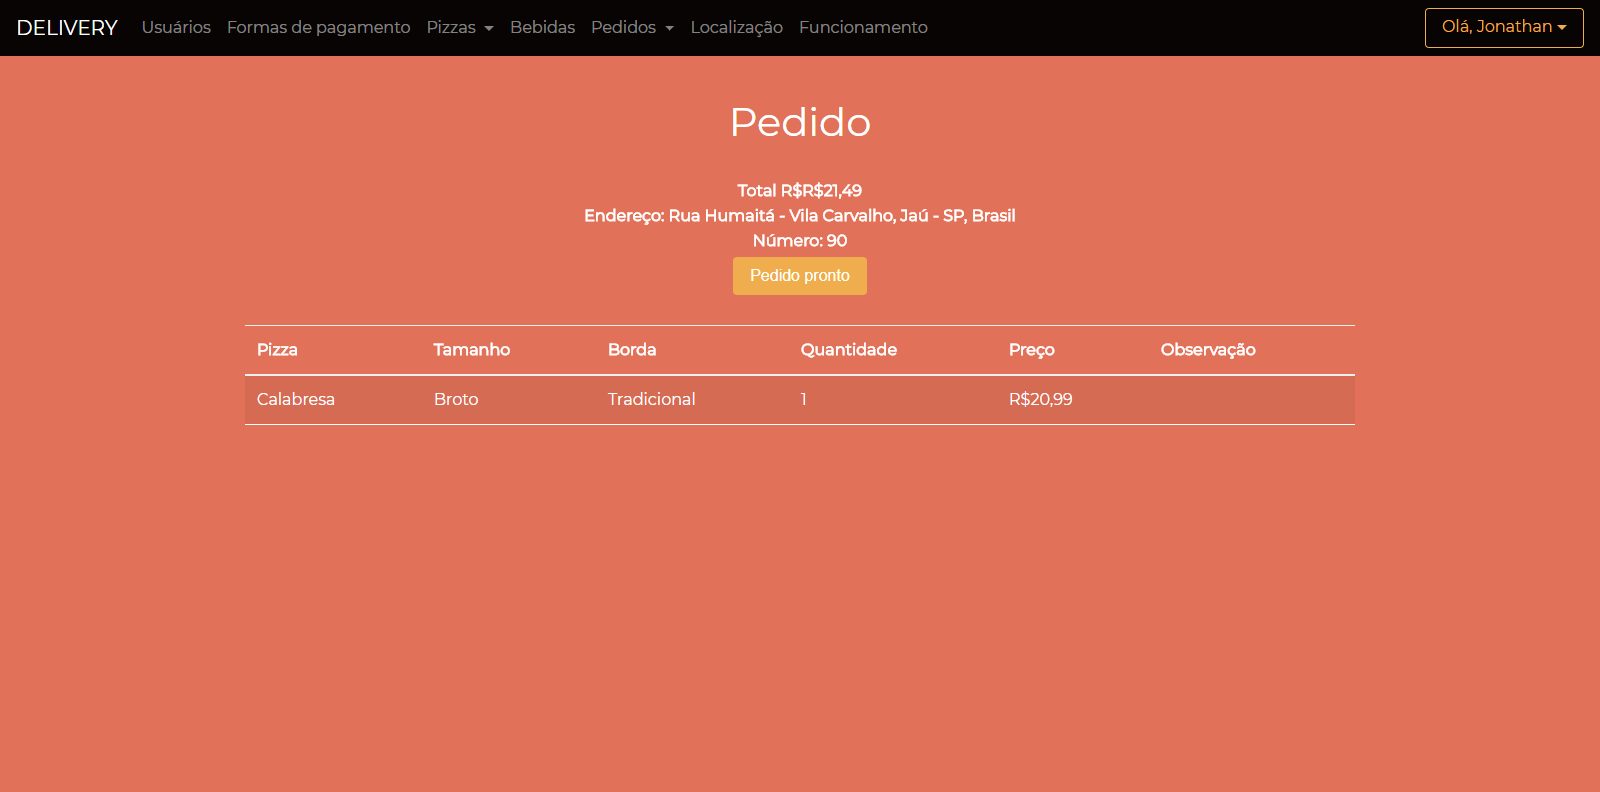 DELIVERY Usuários Formas de pagamento Pizzas Bebidas Pedidos Localização Funcionamento Olá, Jonathan
Pedido
Total R$R$21,49
Endereço: Rua Humaitá - Vila Carvalho, Jaú - SP, Brasil
Número: 90
Pedido pronto
Pizza Tamanho Borda Quantidade Preço Observação
Calabresa Broto Tradicional 1 R$20,99